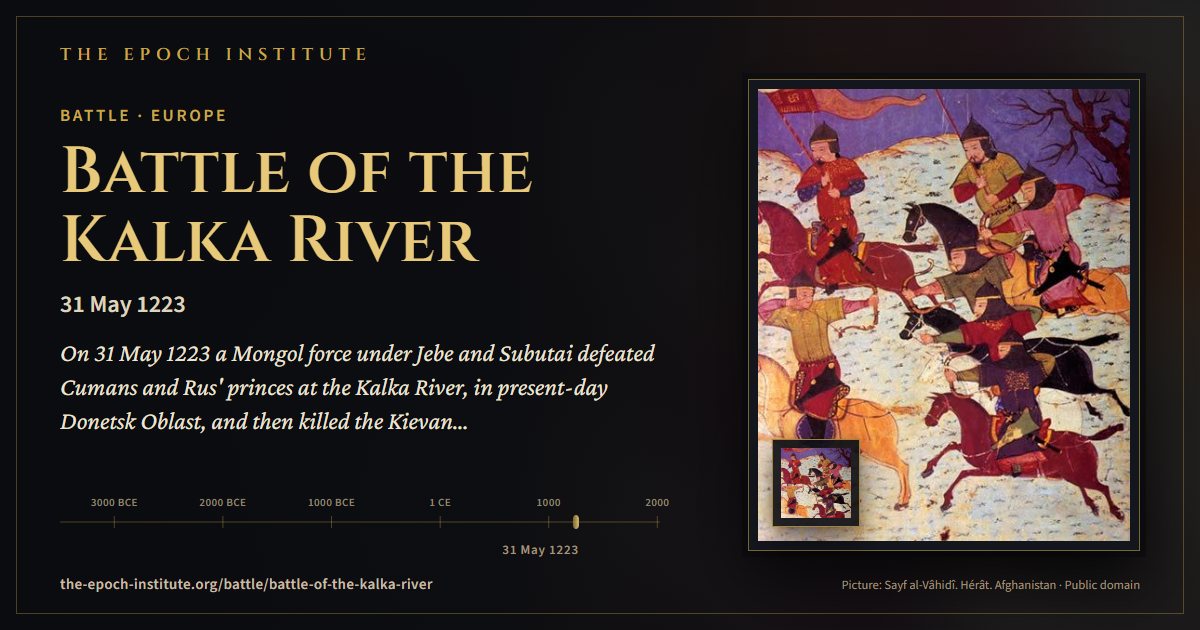 THE EPOCH INSTITUTE
BATTLE · EUROPE
BATTLE OF THE
KALKA RIVER
31 May 1223
On 31 May 1223 a Mongol force under Jebe and Subutai defeated
Cumans and Rus' princes at the Kalka River, in present-day
Donetsk Oblast, and then killed the Kievan...
3000 BCE 2000 BCE 1000 BCE 1 CE 1000 2000
31 May 1223
the-epoch-institute.org/battle/battle-of-the-kalka-river
Picture: Sayf al-Vâhidî. Hérât. Afghanistan · Public domain